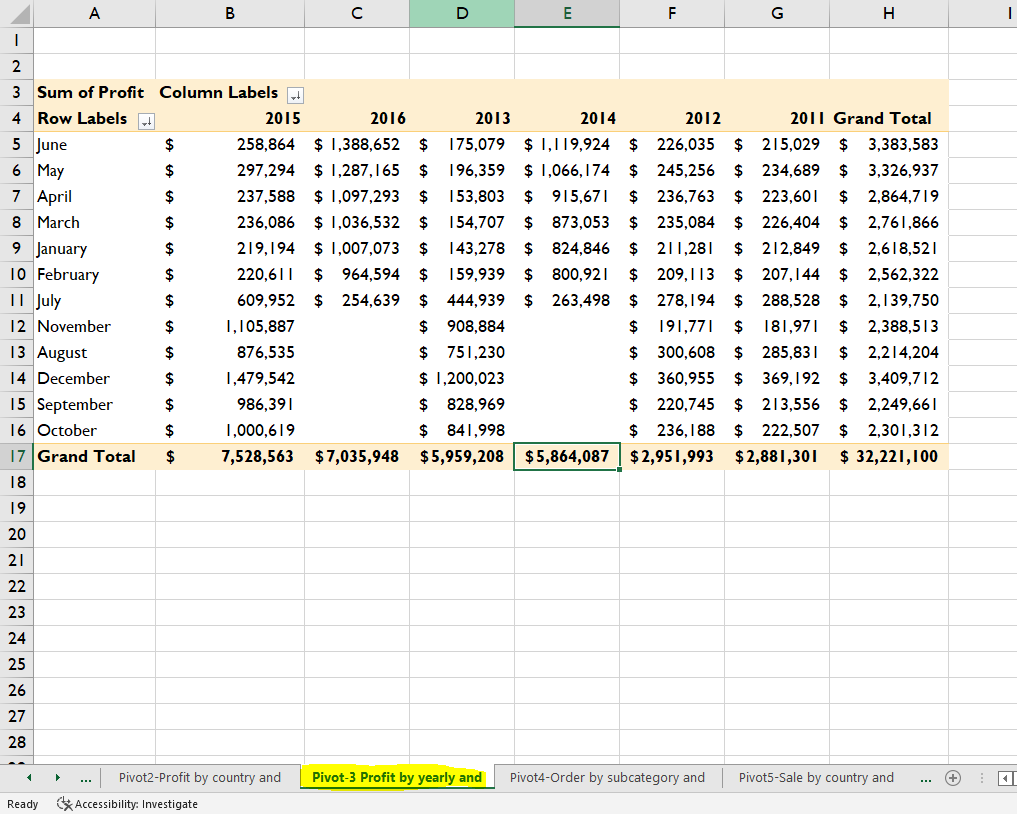 A B C D E F G H I
1
2
3 Sum of Profit Column Labels
4 Row Labels 2015 2016 2013 2014 2012 2011 Grand Total
5 June $ 258,864 $ 1,388,652 $ 175,079 $ 1,119,924 $ 226,035 $ 215,029 $ 3,383,583
6 May $ 297,294 $ 1,287,165 $ 196,359 $ 1,066,174 $ 245,256 $ 234,689 $ 3,326,937
7 April $ 237,588 $ 1,097,293 $ 153,803 $ 915,671 $ 236,763 $ 223,601 $ 2,864,719
8 March $ 236,086 $ 1,036,532 $ 154,707 $ 873,053 $ 235,084 $ 226,404 $ 2,761,866
9 January $ 219,194 $ 1,007,073 $ 143,278 $ 824,846 $ 211,281 $ 212,849 $ 2,618,521
10 February $ 220,611 $ 964,594 $ 159,939 $ 800,921 $ 209,113 $ 207,144 $ 2,562,322
11 July $ 609,952 $ 254,639 $ 444,939 $ 263,498 $ 278,194 $ 288,528 $ 2,139,750
12 November $ 1,105,887 $ 908,884 $ 191,771 $ 181,971 $ 2,388,513
13 August $ 876,535 $ 751,230 $ 300,608 $ 285,831 $ 2,214,204
14 December $ 1,479,542 $ 1,200,023 $ 360,955 $ 369,192 $ 3,409,712
15 September $ 986,391 $ 828,969 $ 220,745 $ 213,556 $ 2,249,661
16 October $ 1,000,619 $ 841,998 $ 236,188 $ 222,507 $ 2,301,312
17 Grand Total $ 7,528,563 $7,035,948 $5,959,208 $5,864,087 $2,951,993 $2,881,301 $ 32,221,100
18
19
20
21
22
23
24
25
26
27
28
... Pivot2-Profit by country and Pivot-3 Profit by yearly and Pivot4-Order by subcategory and Pivot5-Sale by country and ...
Ready Accessibility: Investigate